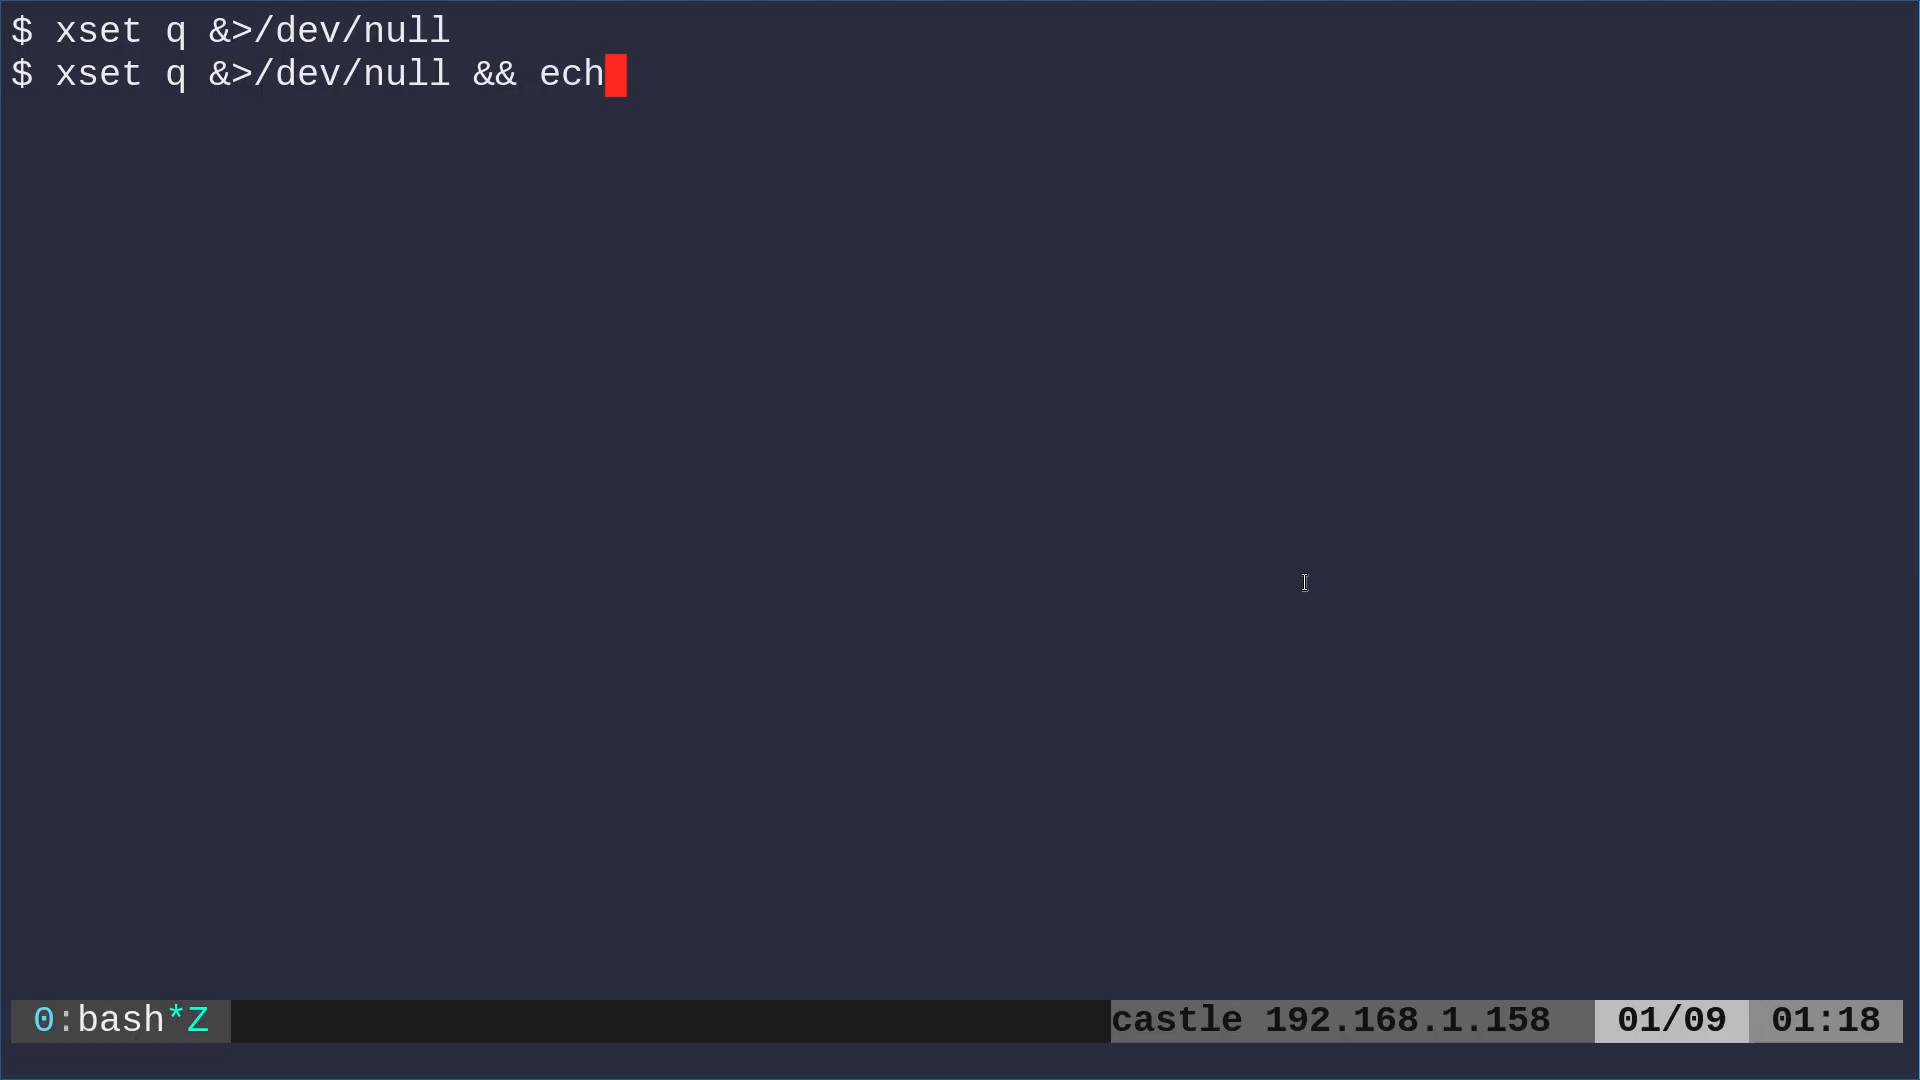 $ xset q &>/dev/null
$ xset q &>/dev/null && ech
0:bash*Z castle 192.168.1.158 01/09 01:18